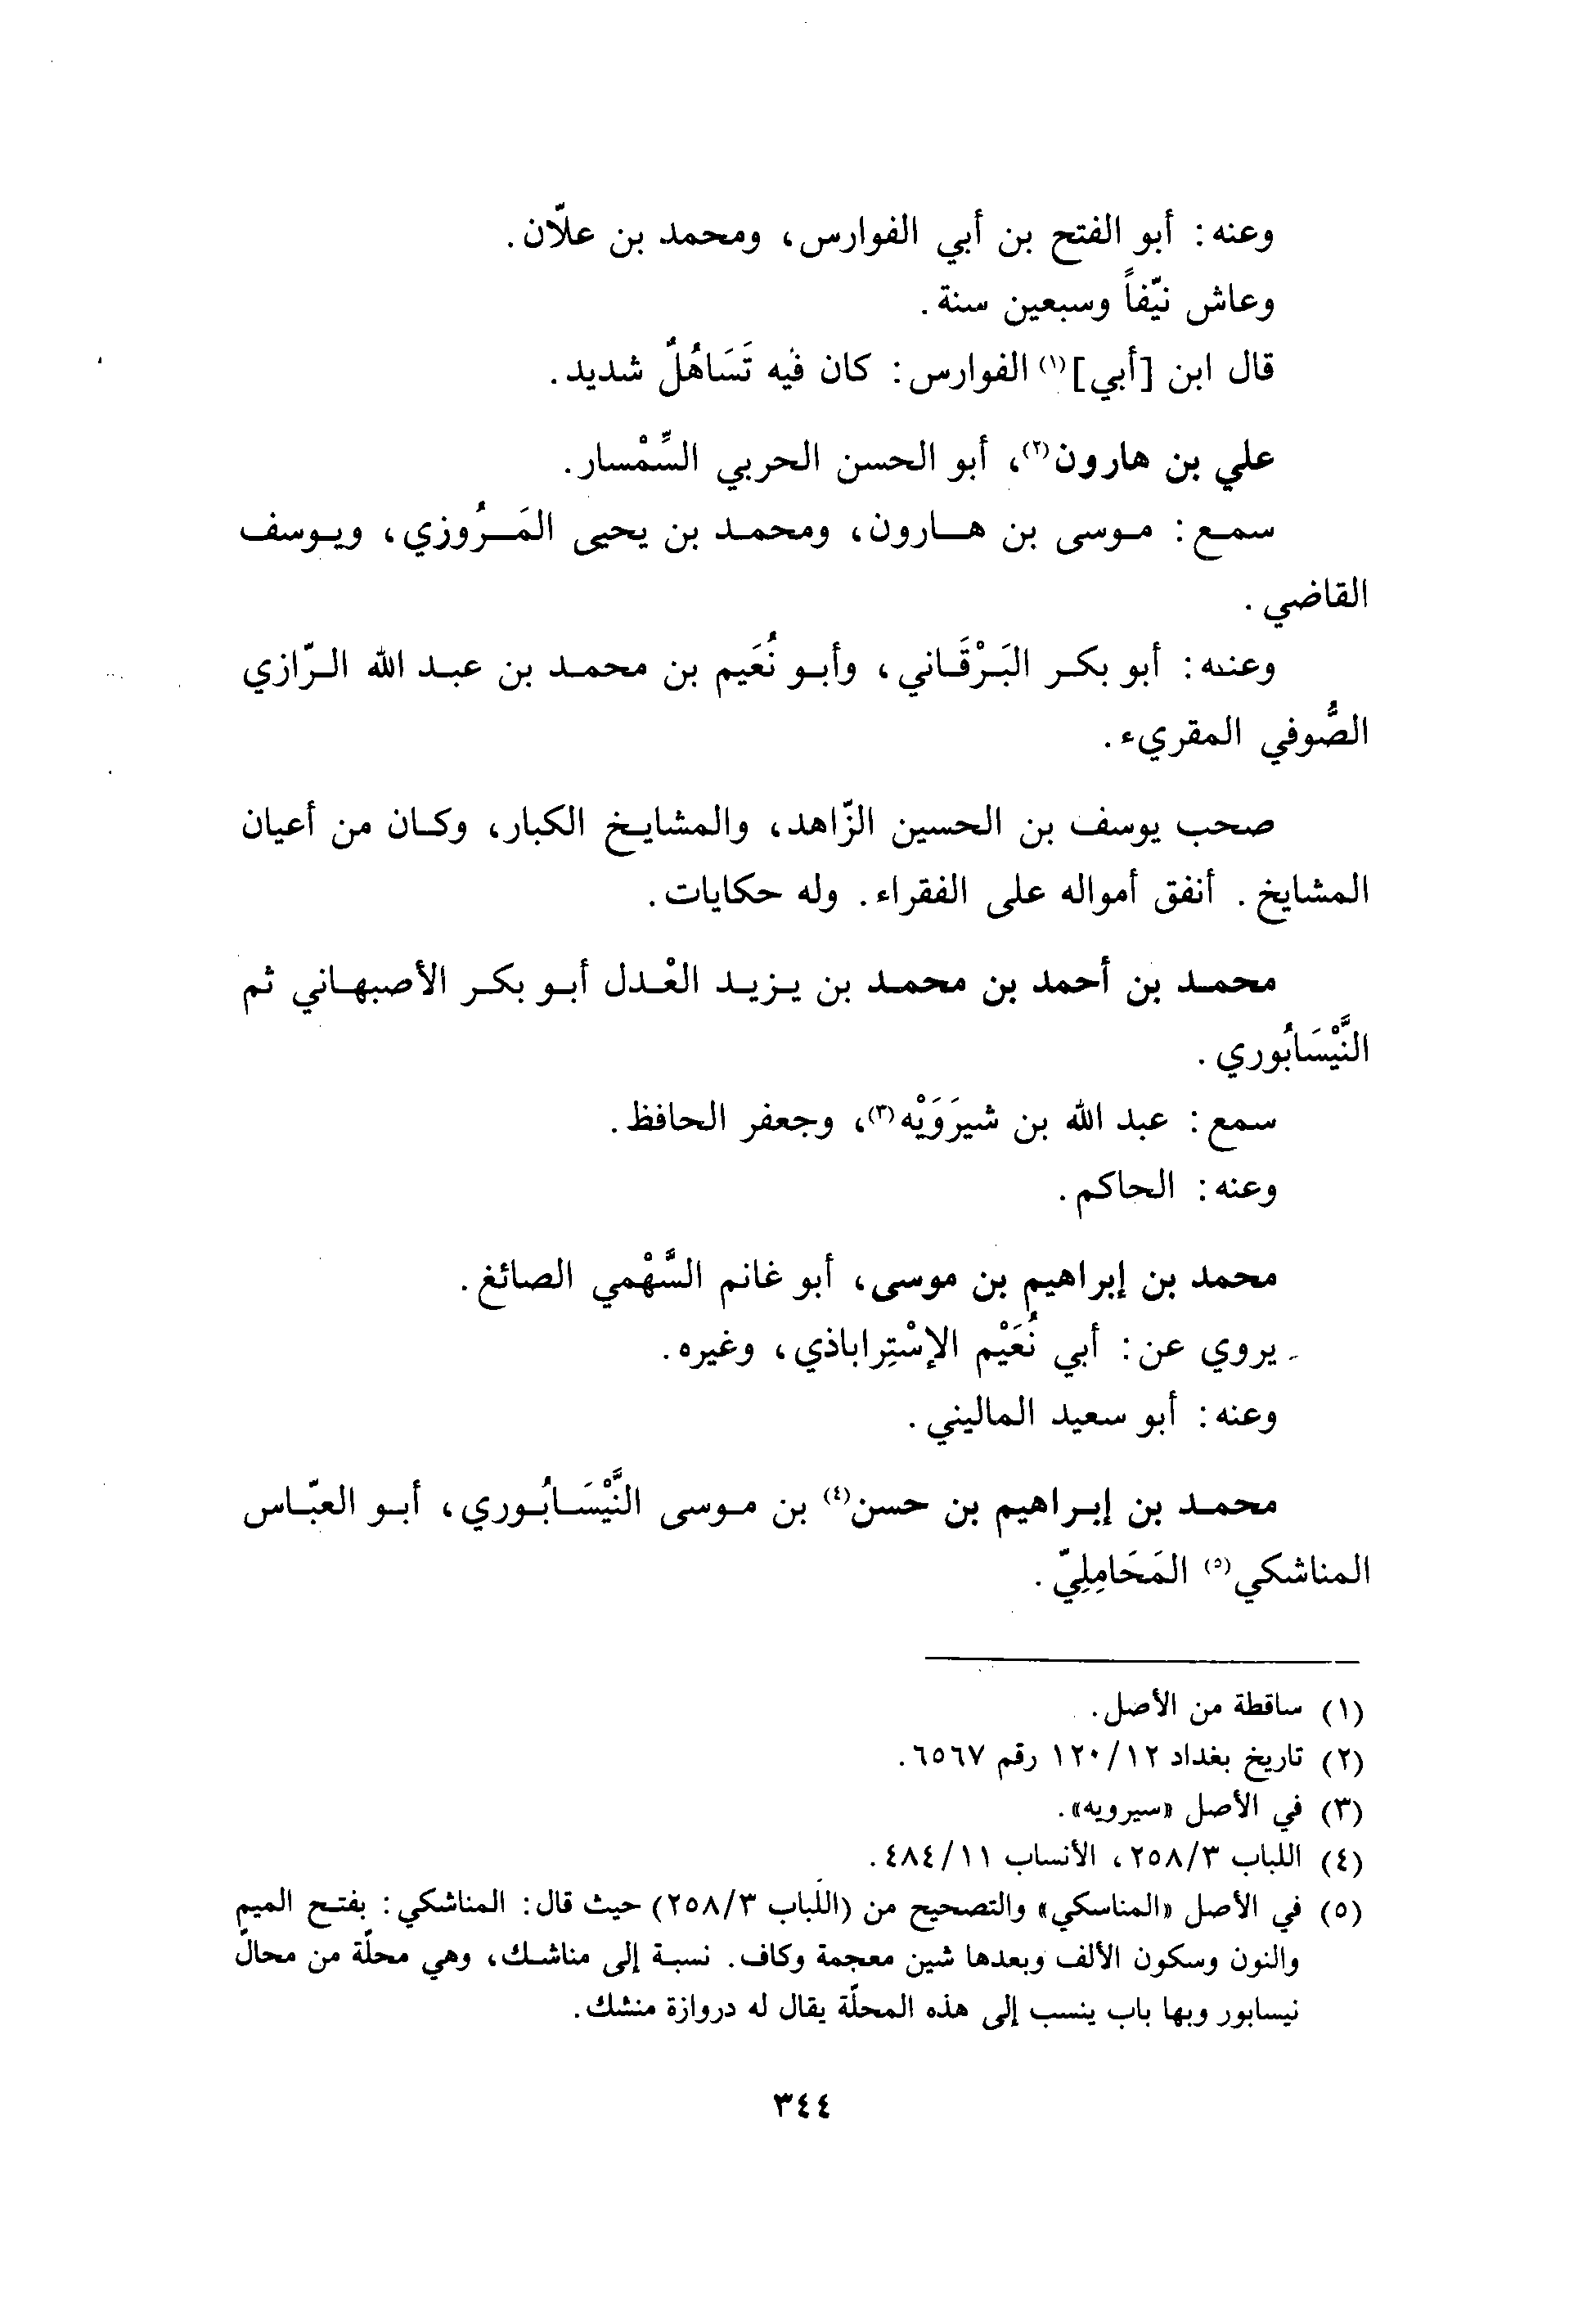 وعنه: أبو الفتح بن أبي الفوارس، ومحمد بن علّان.
وعاش نيّفاً وسبعين سنة.
قال ابن [أبي](١) الفوارس: كان فيه تَسَاهُلٌ شديد.
علي بن هارون(٢)، أبو الحسن الحربي السِّمْسار.
سمع: موسى بن هارون، ومحمد بن يحيى المَرُوزي، ويوسف
القاضي.
وعنه: أبو بكر البَرْقَاني، وأبو نُعَيم بن محمد بن عبد الله الرّازي
الصُّوفي المقريء.
صحب يوسف بن الحسين الزّاهد، والمشايخ الكبار، وكان من أعيان
المشايخ. أنفق أمواله على الفقراء. وله حكايات.
محمد بن أحمد بن محمد بن يزيد العْدل أبو بكر الأصبهاني ثم
النَّيْسَابُوري.
سمع: عبد الله بن شيرَوَيْه(٣)، وجعفر الحافظ.
وعنه: الحاكم.
محمد بن إبراهيم بن موسى، أبو غانم السَّهْمي الصائغ.
يروي عن: أبي نُعَيْم الإسْتِراباذي، وغيره.
وعنه: أبو سعيد الماليني.
محمد بن إبراهيم بن حسن(٤) بن موسى النَّيْسَابُوري، أبو العبّاس
المناشكي(٥) المَحَامِلِيّ.
(١) ساقطة من الأصل.
(٢) تاريخ بغداد ١٢٠/١٢ رقم ٦٥٦٧.
(٣) في الأصل «سيرويه».
(٤) اللباب ٢٥٨/٣، الأنساب ٤٨٤/١١.
(٥) في الأصل «المناسكي» والتصحيح من (اللّباب ٢٥٨/٣) حيث قال: المناشكي: بفتح الميم
والنون وسكون الألف وبعدها شين معجمة وكاف. نسبة إلى مناشك، وهي محلّة من محالّ
نيسابور وبها باب ينسب إلى هذه المحلّة يقال له دروازة منشك.
٣٤٤